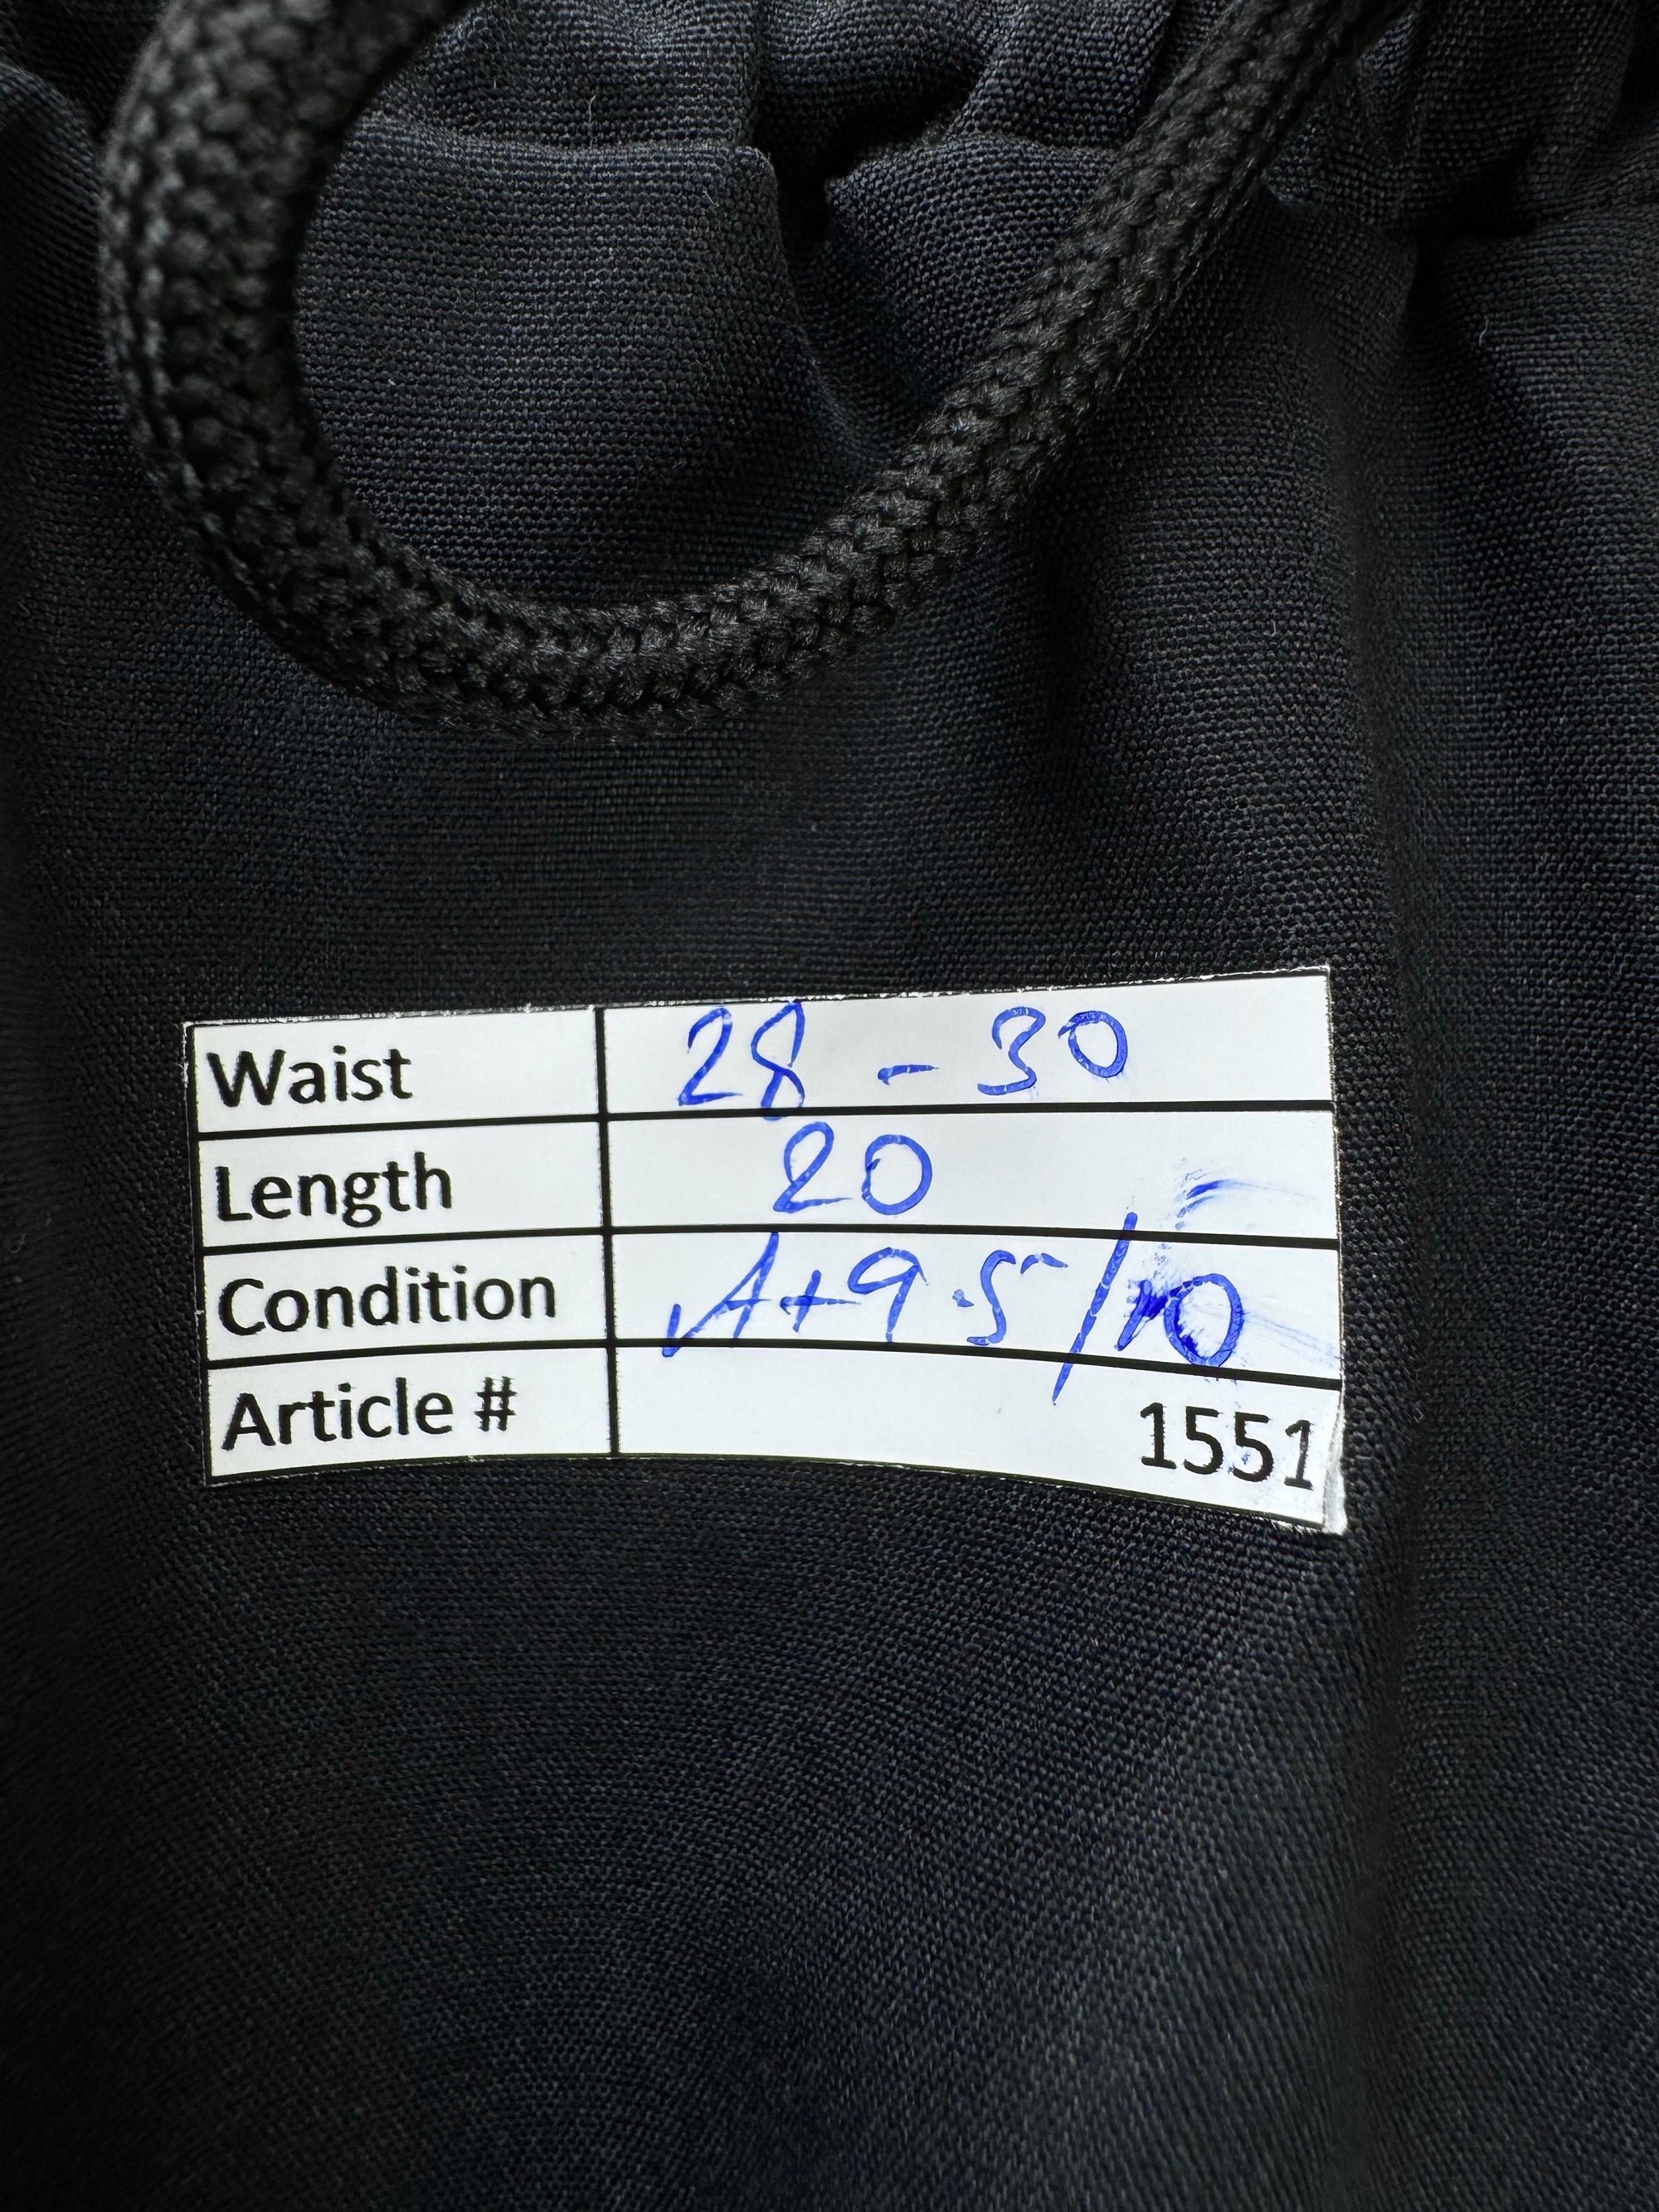 Waist 28 - 30
Length 20
Condition A+ 9.5/10
Article # 1551